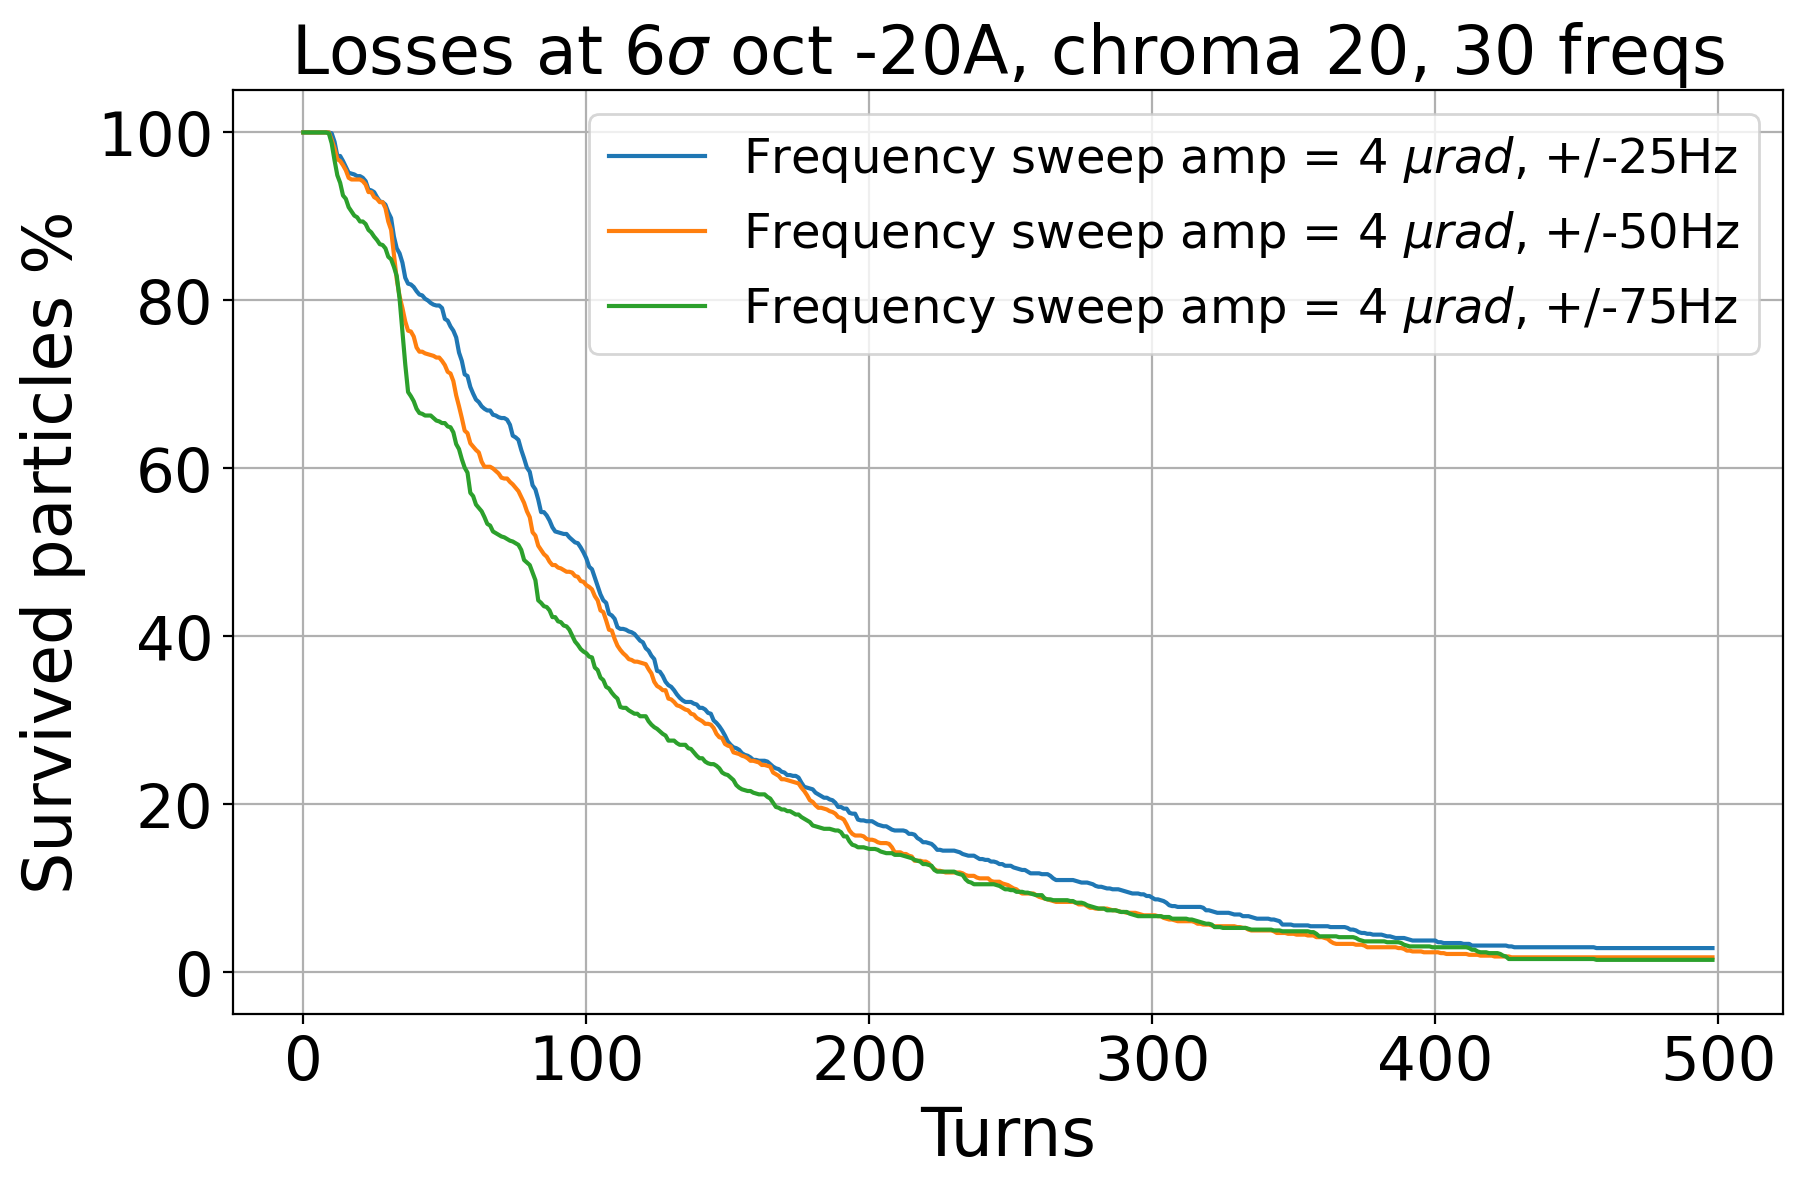 Losses at 6σ oct -20A, chroma 20, 30 freqs
Survived particles %
100
80
60
40
20
0
Frequency sweep amp = 4 μrad, +/-25Hz
Frequency sweep amp = 4 μrad, +/-50Hz
Frequency sweep amp = 4 μrad, +/-75Hz
0 100 200 300 400 500
Turns